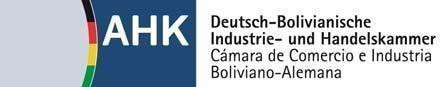 AHK
Deutsch-Bolivianische
Industrie- und Handelskammer
Cámara de Comercio e Industria
Boliviano-Alemana